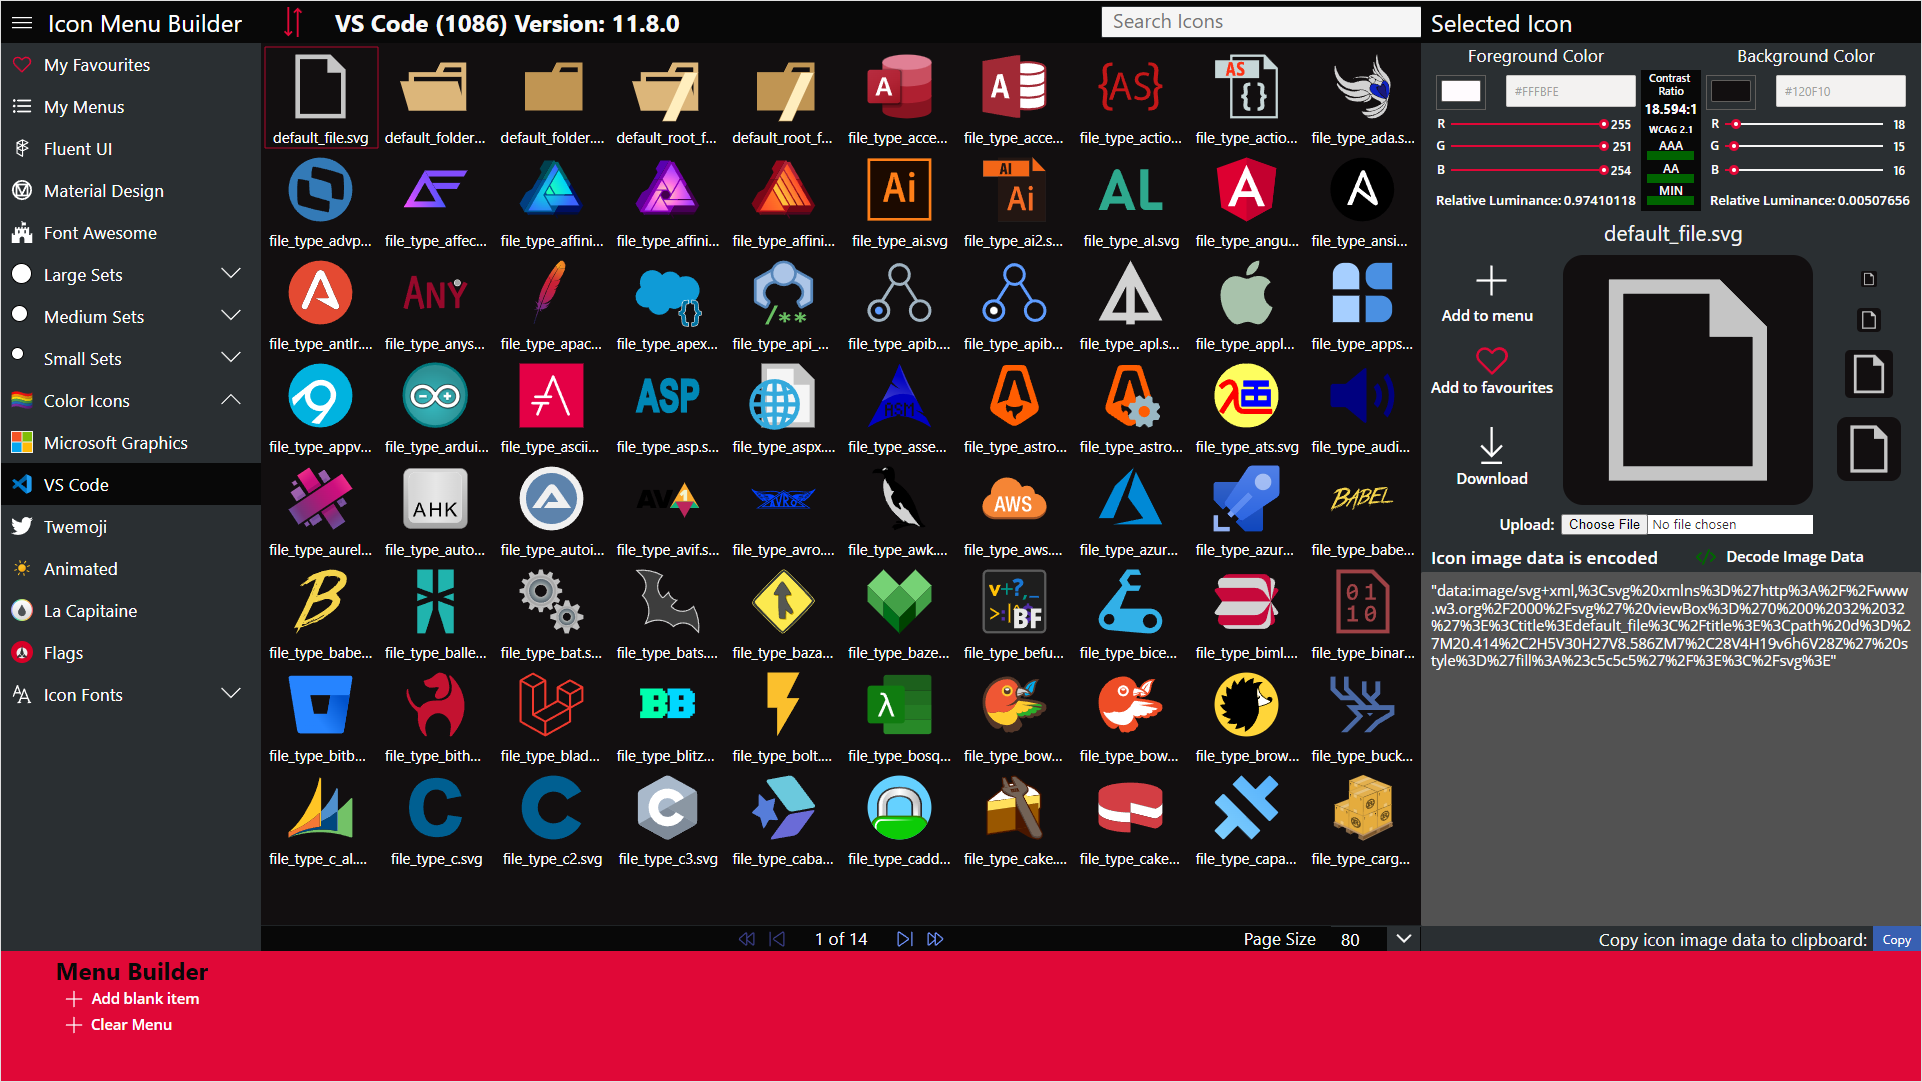 Icon Menu Builder
VS Code (1086) Version: 11.8.0
Search Icons
Selected Icon
My Favourites
My Menus
Fluent UI
Material Design
Font Awesome
Large Sets
Medium Sets
Small Sets
Color Icons
Microsoft Graphics
VS Code
Twemoji
Animated
La Capitaine
Flags
Icon Fonts
default_file.svg default_folder... default_folder.... default_root_f... default_root_f... file_type_acce... file_type_acce... file_type_actio... file_type_actio... file_type_ada.s...
file_type_advp... file_type_affec... file_type_affini... file_type_affini... file_type_affini... file_type_ai.svg file_type_ai2.s... file_type_al.svg file_type_angu... file_type_ansi...
file_type_antlr.... file_type_anys... file_type_apac... file_type_apex... file_type_api_... file_type_apib... file_type_apib... file_type_apl.s... file_type_appl... file_type_apps...
file_type_appv... file_type_ardui... file_type_ascii... file_type_asp.s... file_type_aspx... file_type_asse... file_type_astro... file_type_astro... file_type_ats.svg file_type_audi...
file_type_aurel... file_type_auto... file_type_autoi... file_type_avif.s... file_type_avro.... file_type_awk.... file_type_aws.... file_type_azur... file_type_azur... file_type_babe...
file_type_babe... file_type_balle... file_type_bat.s... file_type_bats.... file_type_baza... file_type_baze... file_type_befu... file_type_bice... file_type_biml.... file_type_binar...
file_type_bitb... file_type_bith... file_type_blad... file_type_blitz... file_type_bolt.... file_type_bosq... file_type_bow... file_type_bow... file_type_brow... file_type_buck...
file_type_c_al.... file_type_c.svg file_type_c2.svg file_type_c3.svg file_type_caba... file_type_cadd... file_type_cake.... file_type_cake... file_type_capa... file_type_carg...
1 of 14
Page Size 80
Foreground Color
#FFFBFE
R 255
G 251
B 254
Relative Luminance: 0.97410118
Contrast
Ratio
18.594:1
WCAG 2.1
AAA
AA
MIN
Background Color
#120F10
R 18
G 15
B 16
Relative Luminance: 0.00507656
default_file.svg
Add to menu
Add to favourites
Download
Upload: Choose File No file chosen
Icon image data is encoded
Decode Image Data
"data:image/svg+xml,%3Csvg%20xmlns%3D%27http%3A%2F%2Fwww
.w3.org%2F2000%2Fsvg%27%20viewBox%3D%270%200%2032%2032
%27%3E%3Ctitle%3Edefault_file%3C%2Ftitle%3E%3Cpath%20d%3D%2
7M20.414%2C2H5V30H27V8.586ZM7%2C28V4H19v6h6V28Z%27%20s
tyle%3D%27fill%3A%23c5c5c5%27%2F%3E%3C%2Fsvg%3E"
Copy icon image data to clipboard: Copy
Menu Builder
Add blank item
Clear Menu